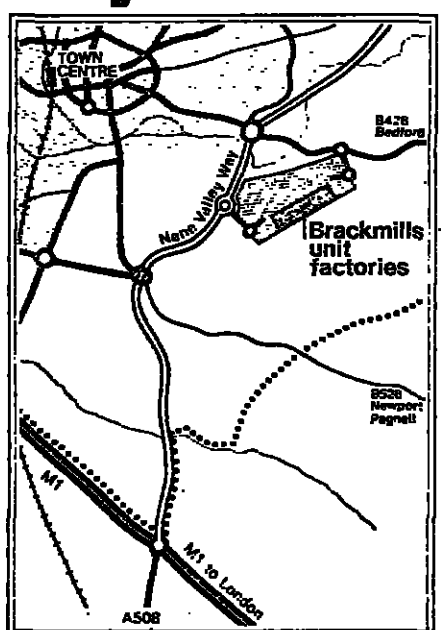 TOWN
CENTRE
B428
Bedford
Nene Valley Way
Brackmills
unit
factories
B526
Newport
Pagnell
M1
M1 to London
A508